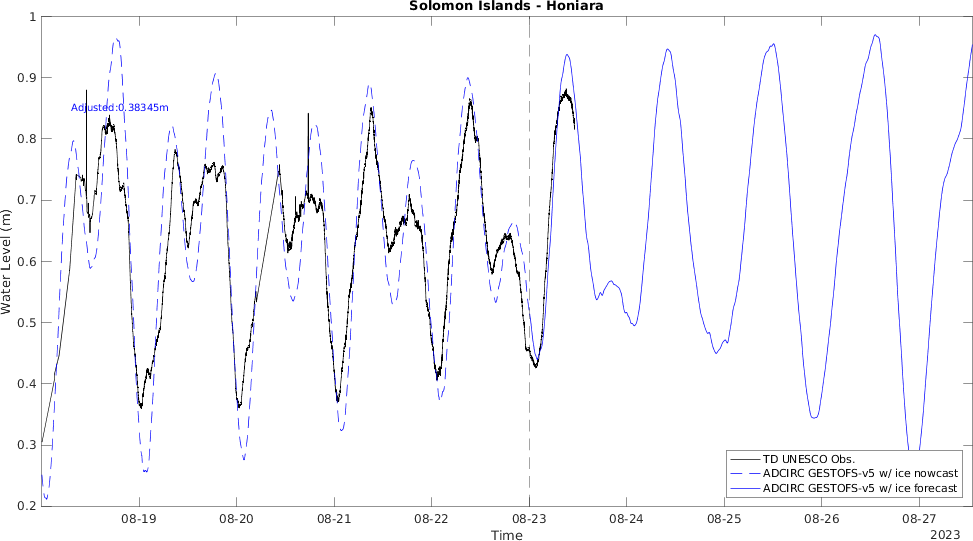 Solomon Islands - Honiara
1
0.9
0.8
0.7
0.6
0.5
0.4
0.3
0.2
Water Level (m)
Adjusted:0.38345m
TD UNESCO Obs.
ADCIRC GESTOFS-v5 w/ ice nowcast
ADCIRC GESTOFS-v5 w/ ice forecast
08-19 08-20 08-21 08-22 08-23 08-24 08-25 08-26 08-27
Time
2023